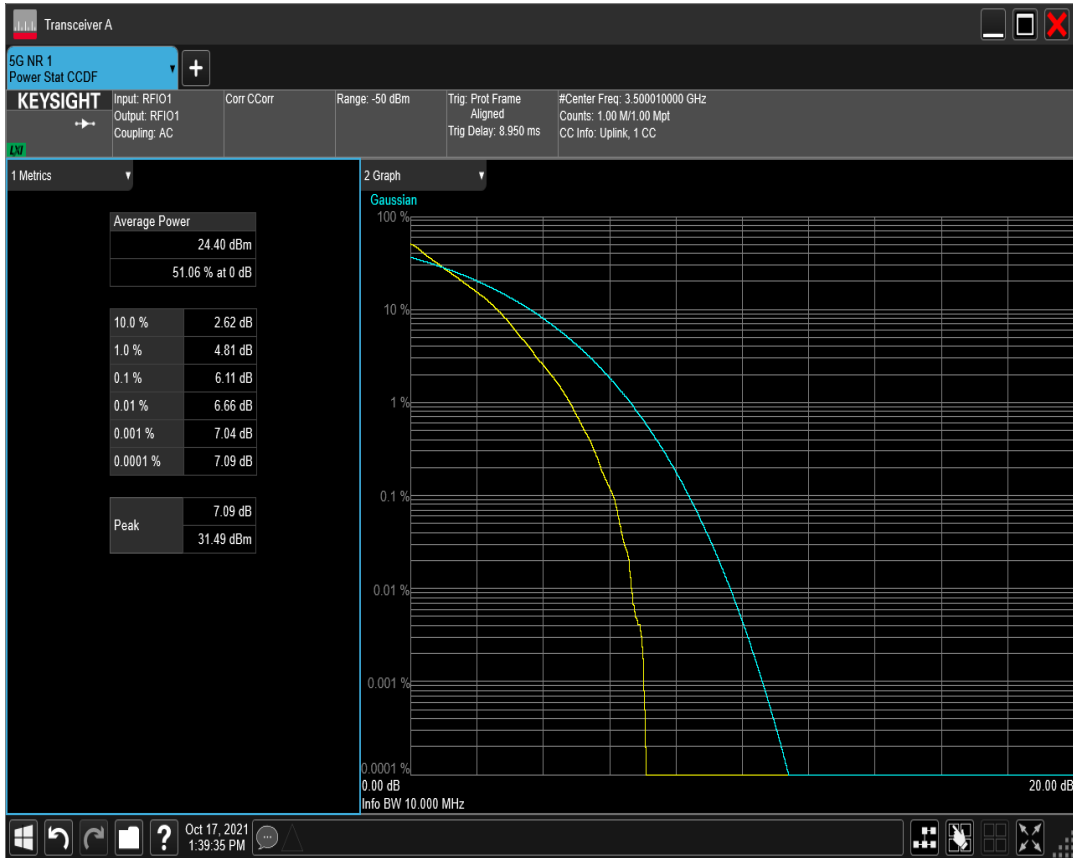 Transceiver A
5G NR 1
Power Stat CCDF
KEYSIGHT
LXI
Input: RFIO1
Output: RFIO1
Coupling: AC
Corr CCorr
Range: -50 dBm
Trig: Prot Frame
Aligned
Trig Delay: 8.950 ms
#Center Freq: 3.500010000 GHz
Counts: 1.00 M/1.00 Mpt
CC Info: Uplink, 1 CC
1 Metrics
Average Power
24.40 dBm
51.06 % at 0 dB
10.0 % 2.62 dB
1.0 % 4.81 dB
0.1 % 6.11 dB
0.01 % 6.66 dB
0.001 % 7.04 dB
0.0001 % 7.09 dB
Peak 7.09 dB
31.49 dBm
2 Graph
Gaussian
100 %
10 %
1 %
0.1 %
0.01 %
0.001 %
0.0001 %
0.00 dB 20.00 dB
Info BW 10.000 MHz
Oct 17, 2021
1:39:35 PM